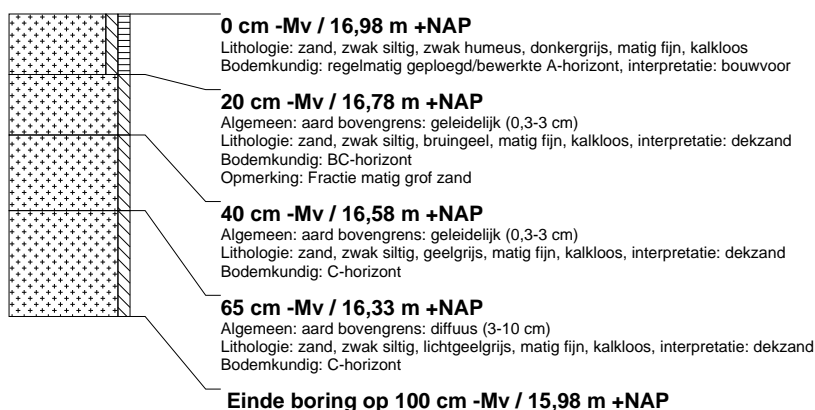 0 cm -Mv / 16,98 m +NAP
Lithologie: zand, zwak siltig, zwak humeus, donkergrijs, matig fijn, kalkloos
Bodemkundig: regelmatig geploegd/bewerkte A-horizont, interpretatie: bouwvoor
20 cm -Mv / 16,78 m +NAP
Algemeen: aard bovengrens: geleidelijk (0,3-3 cm)
Lithologie: zand, zwak siltig, bruingeel, matig fijn, kalkloos, interpretatie: dekzand
Bodemkundig: BC-horizont
Opmerking: Fractie matig grof zand
40 cm -Mv / 16,58 m +NAP
Algemeen: aard bovengrens: geleidelijk (0,3-3 cm)
Lithologie: zand, zwak siltig, geelgrijs, matig fijn, kalkloos, interpretatie: dekzand
Bodemkundig: C-horizont
65 cm -Mv / 16,33 m +NAP
Algemeen: aard bovengrens: diffuus (3-10 cm)
Lithologie: zand, zwak siltig, lichtgeelgrijs, matig fijn, kalkloos, interpretatie: dekzand
Bodemkundig: C-horizont
Einde boring op 100 cm -Mv / 15,98 m +NAP